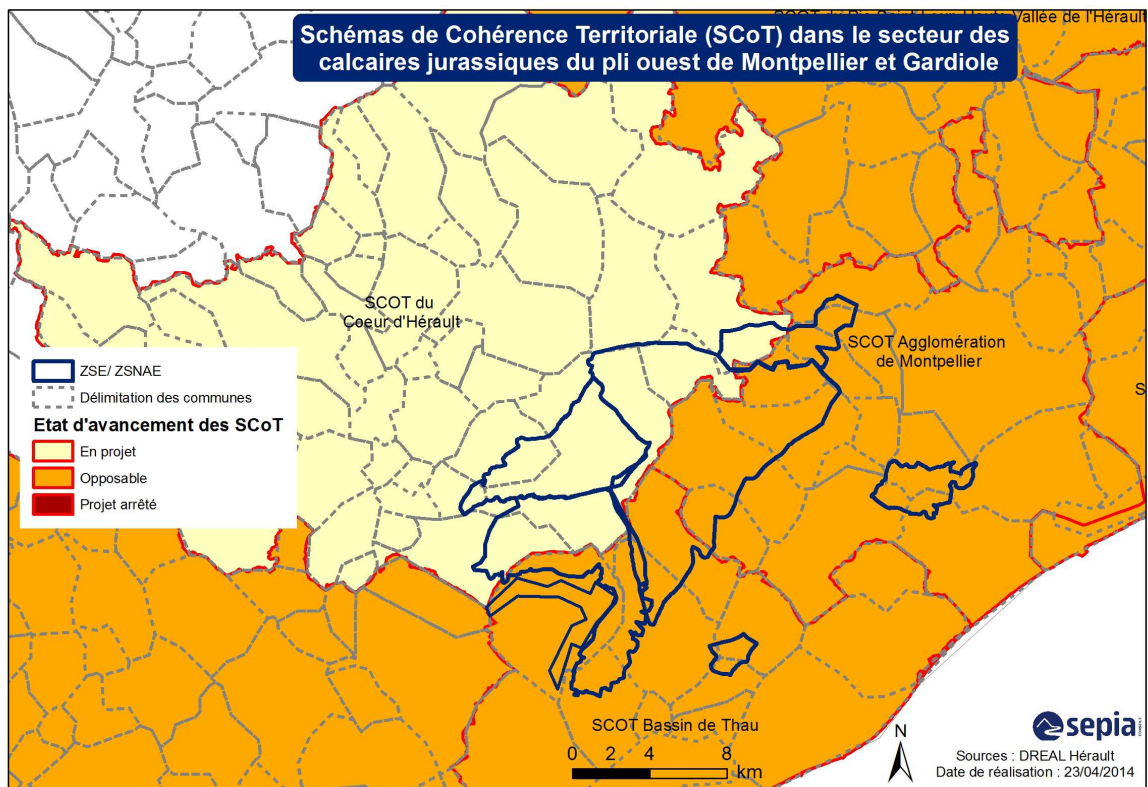 Vallée de l'Hérault
Schémas de Cohérence Territoriale (SCoT) dans le secteur des
calcaires jurassiques du pli ouest de Montpellier et Gardiole
SCOT du
Coeur d'Hérault
SCOT Agglomération
de Montpellier
S
ZSE/ ZSNAE
Délimitation des communes
Etat d'avancement des SCoT
En projet
Opposable
Projet arrêté
SCOT Bassin de Thau
0 2 4 8
km
N
sepia
Sources : DREAL Hérault
Date de réalisation : 23/04/2014